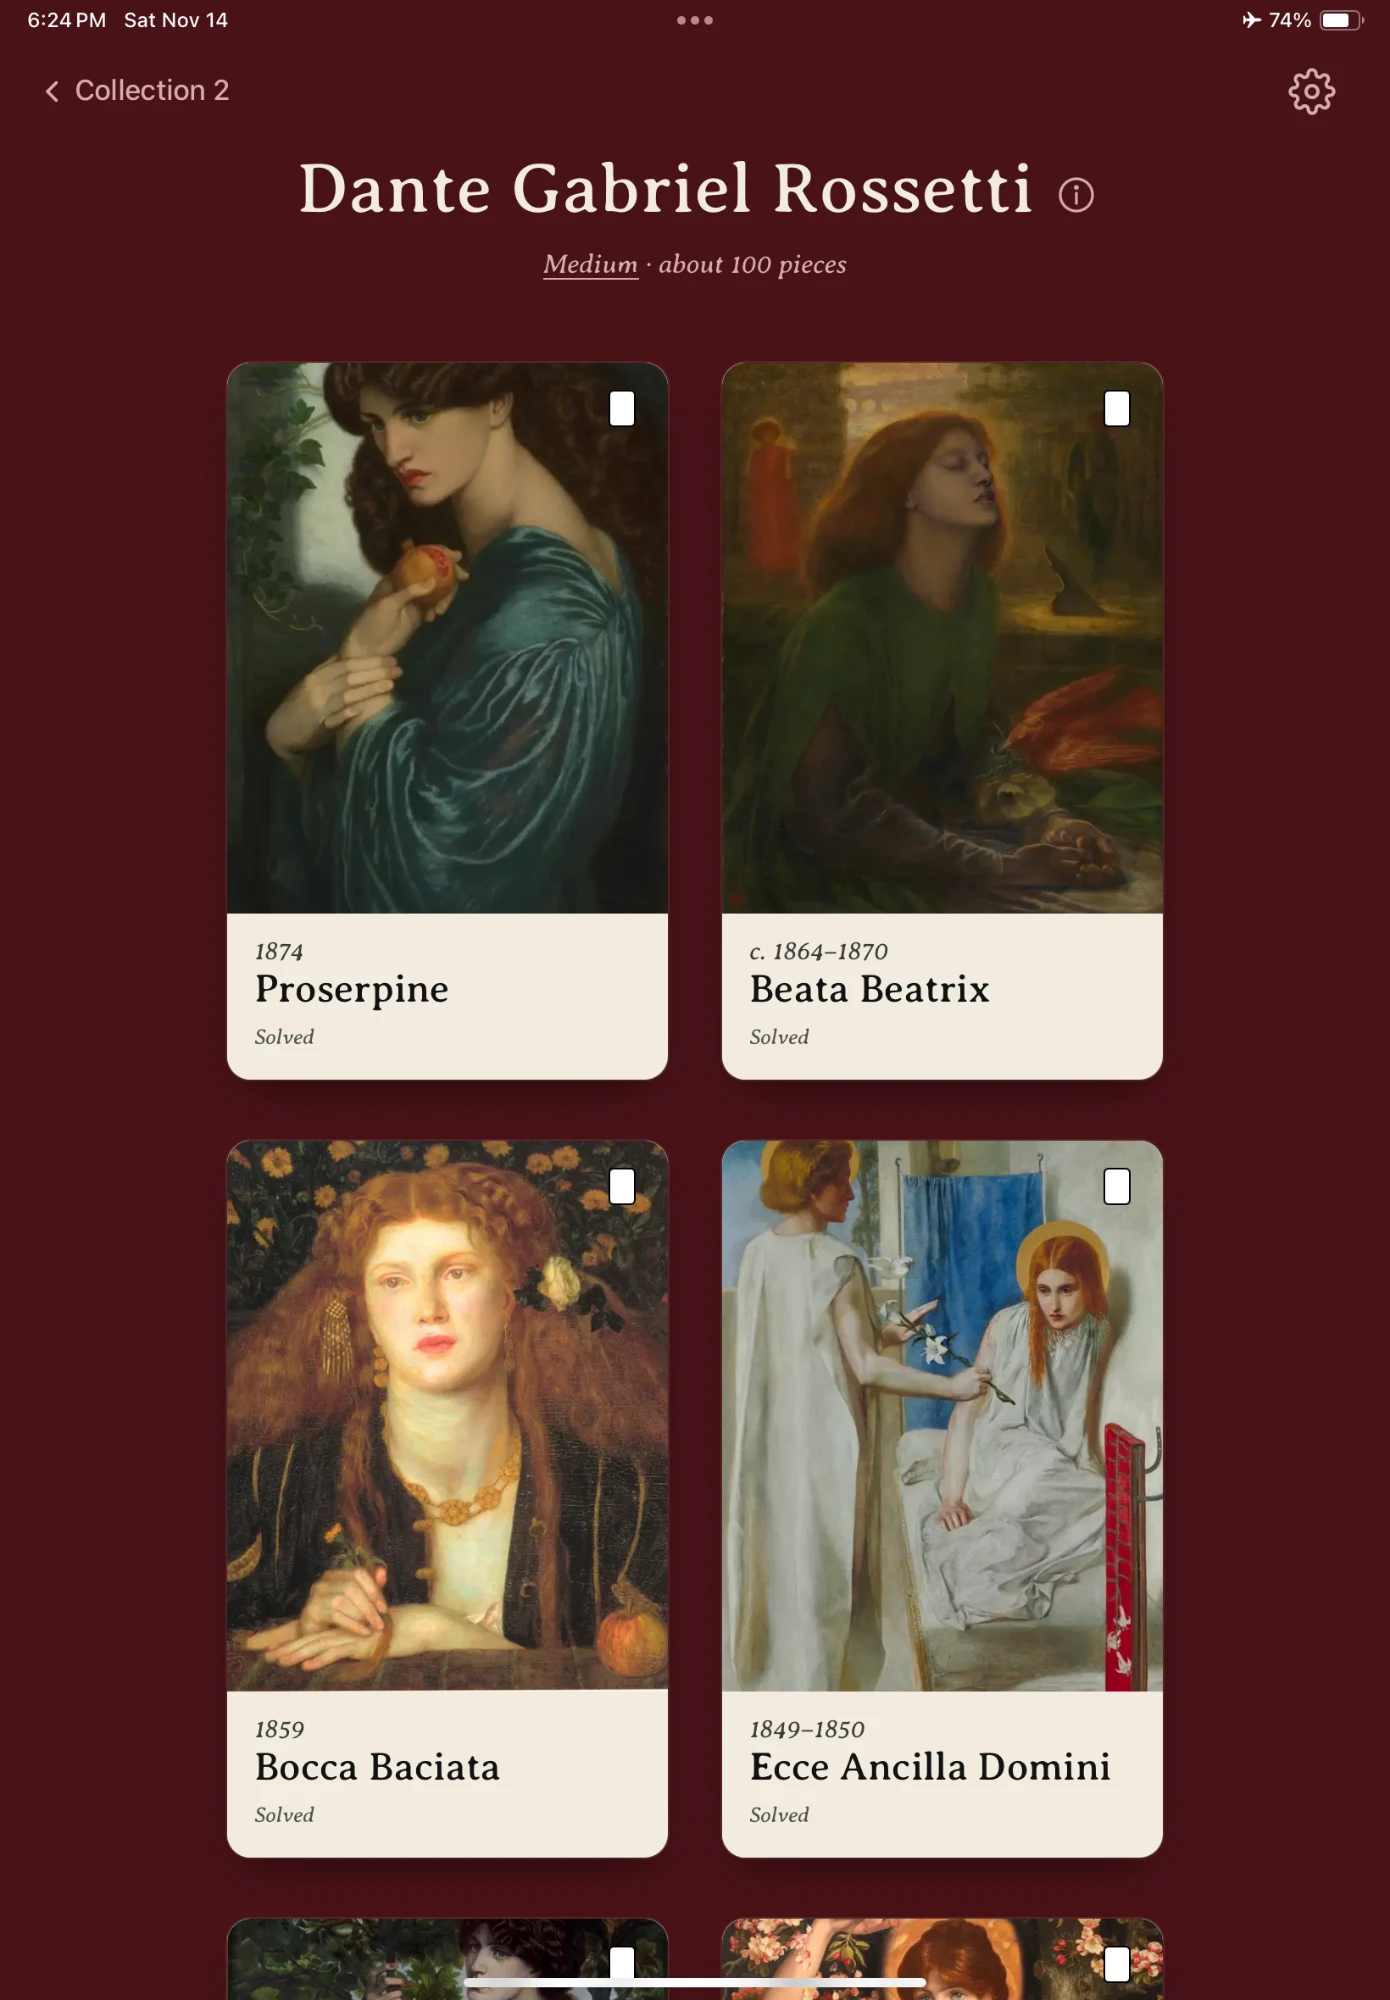 6:24 PM Sat Nov 14
74%
Collection 2
Dante Gabriel Rossetti
Medium · about 100 pieces
1874
Proserpine
Solved
c. 1864–1870
Beata Beatrix
Solved
1859
Bocca Baciata
Solved
1849–1850
Ecce Ancilla Domini
Solved